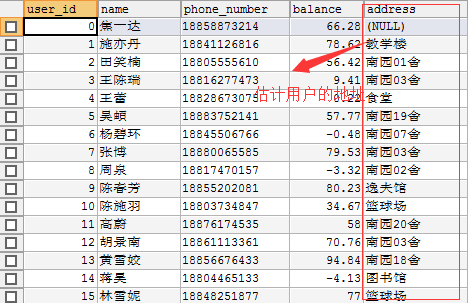 user_id name phone_number balance address
0 焦一达 18858873214 66.28 (NULL)
1 施亦丹 18841126816 78.62 教学楼
2 田笑楠 18805555610 56.42 南园01舍
3 王陈瑞 18816277473 9.41 南园03舍
4 王蕾 18828673075 0.22 食堂
估计用户的地址
5 吴頔 18883752141 57.77 南园19舍
6 杨碧环 18845506766 -0.48 南园07舍
7 张博 18880065585 79.53 南园03舍
8 周泉 18817470157 -3.32 南园02舍
9 陈春芳 18855202081 80.23 逸夫馆
10 陈施羽 18803734847 34.67 篮球场
11 高蔚 18876174535 58 南园20舍
12 胡景南 18861113361 70.76 南园03舍
13 黄雪姣 18856676433 94.84 南园18舍
14 蒋昊 18804465133 -4.13 图书馆
15 林雪妮 18848251877 77 篮球场